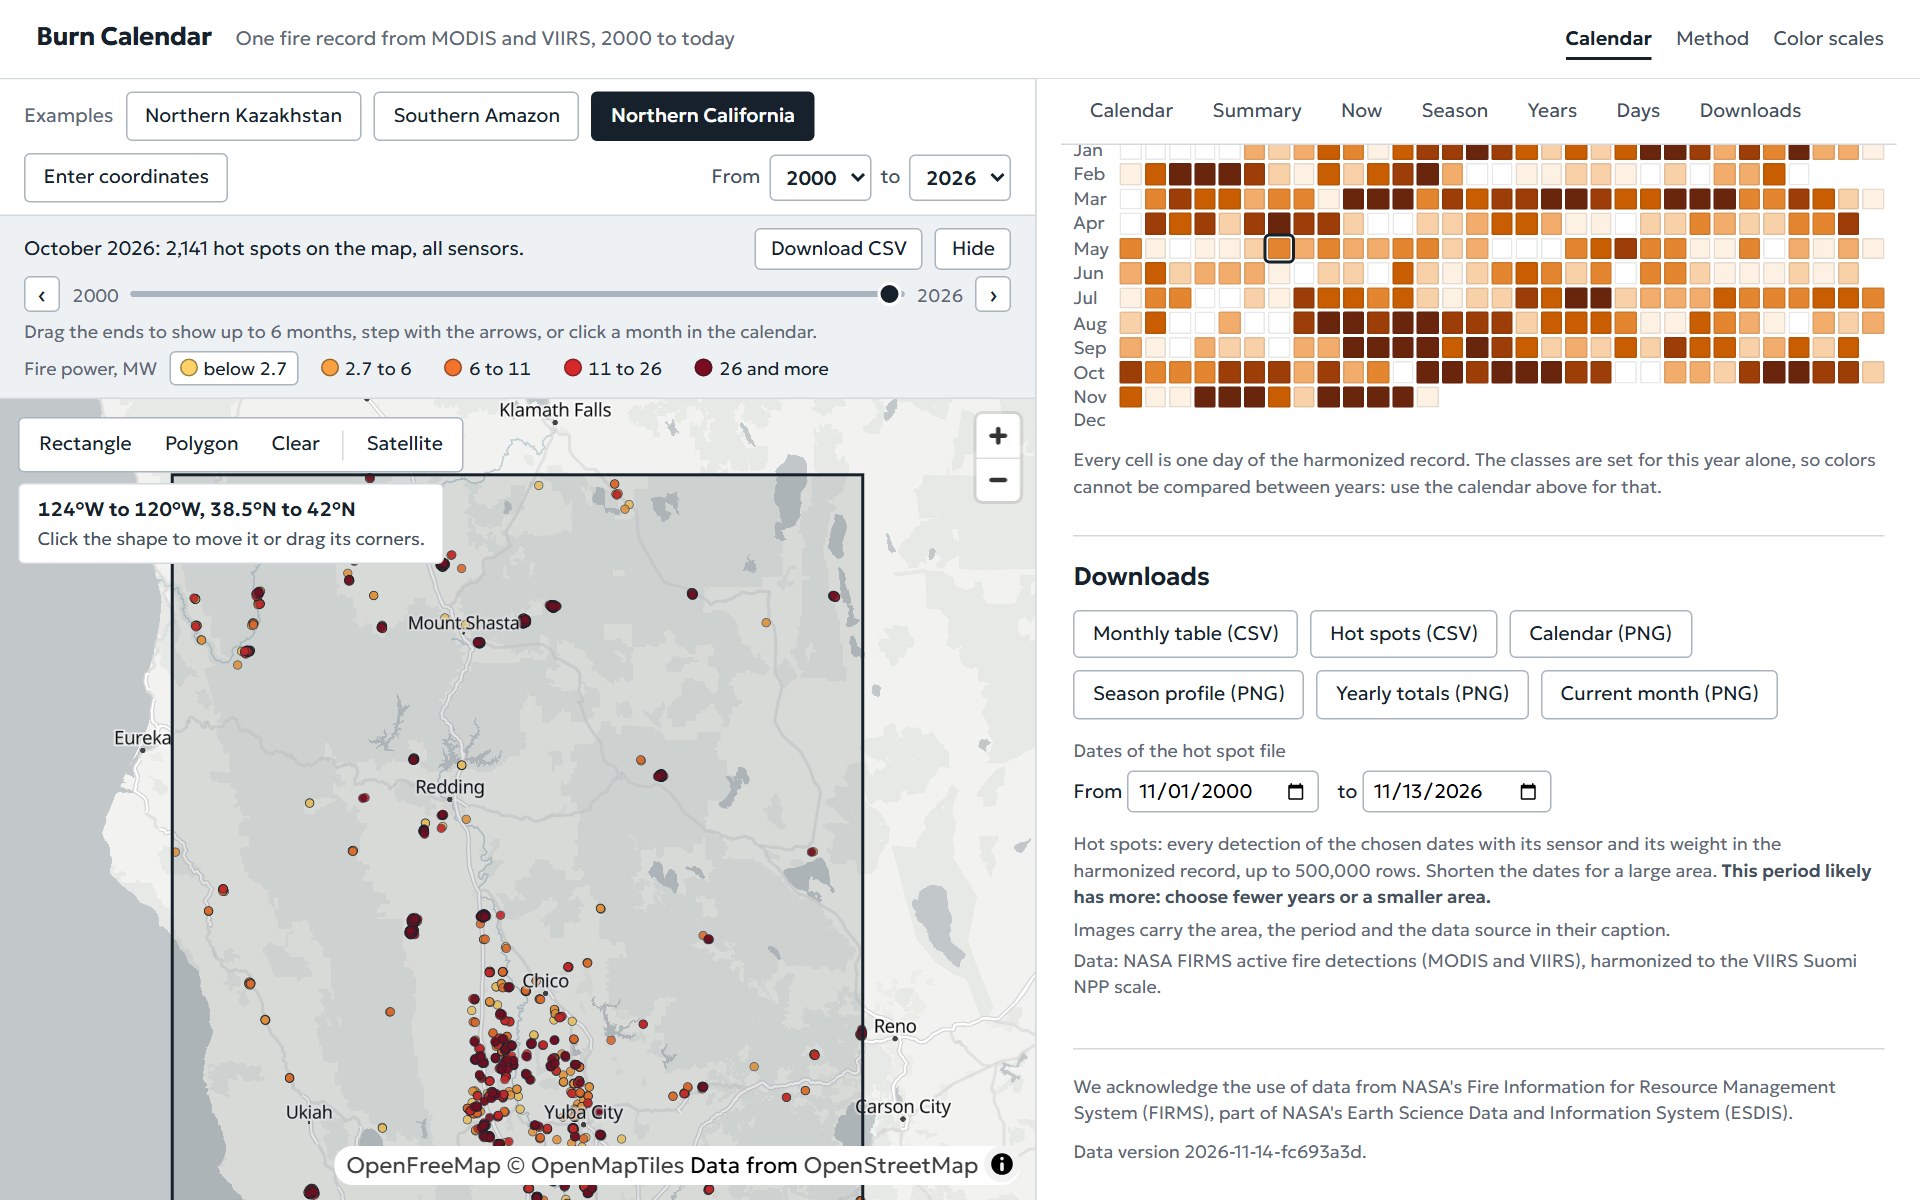 Burn Calendar
One fire record from MODIS and VIIRS, 2000 to today
Calendar
Method
Color scales
Examples
Northern Kazakhstan
Southern Amazon
Northern California
Enter coordinates
From 2000 to 2026
October 2026: 2,141 hot spots on the map, all sensors.
Download CSV
Hide
‹
2000
2026
›
Drag the ends to show up to 6 months, step with the arrows, or click a month in the calendar.
Fire power, MW
below 2.7
2.7 to 6
6 to 11
11 to 26
26 and more
Rectangle
Polygon
Clear
Satellite
124°W to 120°W, 38.5°N to 42°N
Click the shape to move it or drag its corners.
+
−
Klamath Falls
Mount Shasta
Eureka
Redding
Chico
Reno
Ukiah
Yuba City
Carson City
OpenFreeMap © OpenMapTiles Data from OpenStreetMap
Calendar
Summary
Now
Season
Years
Days
Downloads
Jan
Feb
Mar
Apr
May
Jun
Jul
Aug
Sep
Oct
Nov
Dec
Every cell is one day of the harmonized record. The classes are set for this year alone, so colors
cannot be compared between years: use the calendar above for that.
Downloads
Monthly table (CSV)
Hot spots (CSV)
Calendar (PNG)
Season profile (PNG)
Yearly totals (PNG)
Current month (PNG)
Dates of the hot spot file
From 11/01/2000 to 11/13/2026
Hot spots: every detection of the chosen dates with its sensor and its weight in the
harmonized record, up to 500,000 rows. Shorten the dates for a large area. This period likely
has more: choose fewer years or a smaller area.
Images carry the area, the period and the data source in their caption.
Data: NASA FIRMS active fire detections (MODIS and VIIRS), harmonized to the VIIRS Suomi
NPP scale.
We acknowledge the use of data from NASA's Fire Information for Resource Management
System (FIRMS), part of NASA's Earth Science Data and Information System (ESDIS).
Data version 2026-11-14-fc693a3d.